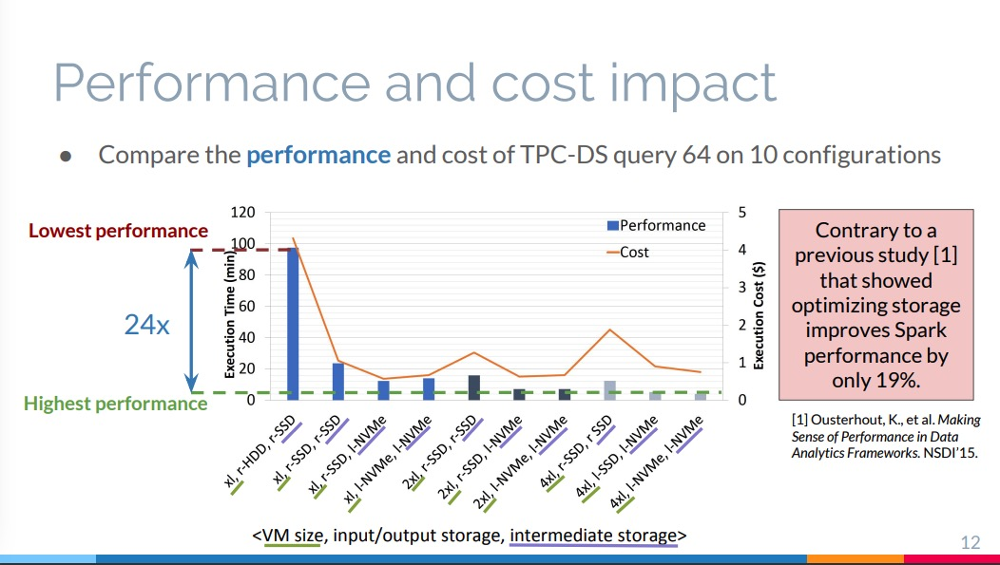 Performance and cost impact
● Compare the performance and cost of TPC-DS query 64 on 10 configurations
Lowest performance
24x
Highest performance
Execution Time (min)
120
100
80
60
40
20
0
Performance
Cost
5
4
3
2
1
0
Execution Cost ($)
xl, r-HDD, r-SSD
xl, r-SSD, r-SSD
xl, r-SSD, l-NVMe
xl, l-NVMe, l-NVMe
2xl, r-SSD, r-SSD
2xl, r-SSD, l-NVMe
2xl, l-NVMe, l-NVMe
4xl, r-SSD, r SSD
4xl, l-SSD, l-NVMe
4xl, l-NVMe, l-NVMe
<VM size, input/output storage, intermediate storage>
Contrary to a
previous study [1]
that showed
optimizing storage
improves Spark
performance by
only 19%.
[1] Ousterhout, K., et al. Making
Sense of Performance in Data
Analytics Frameworks. NSDI'15.
12